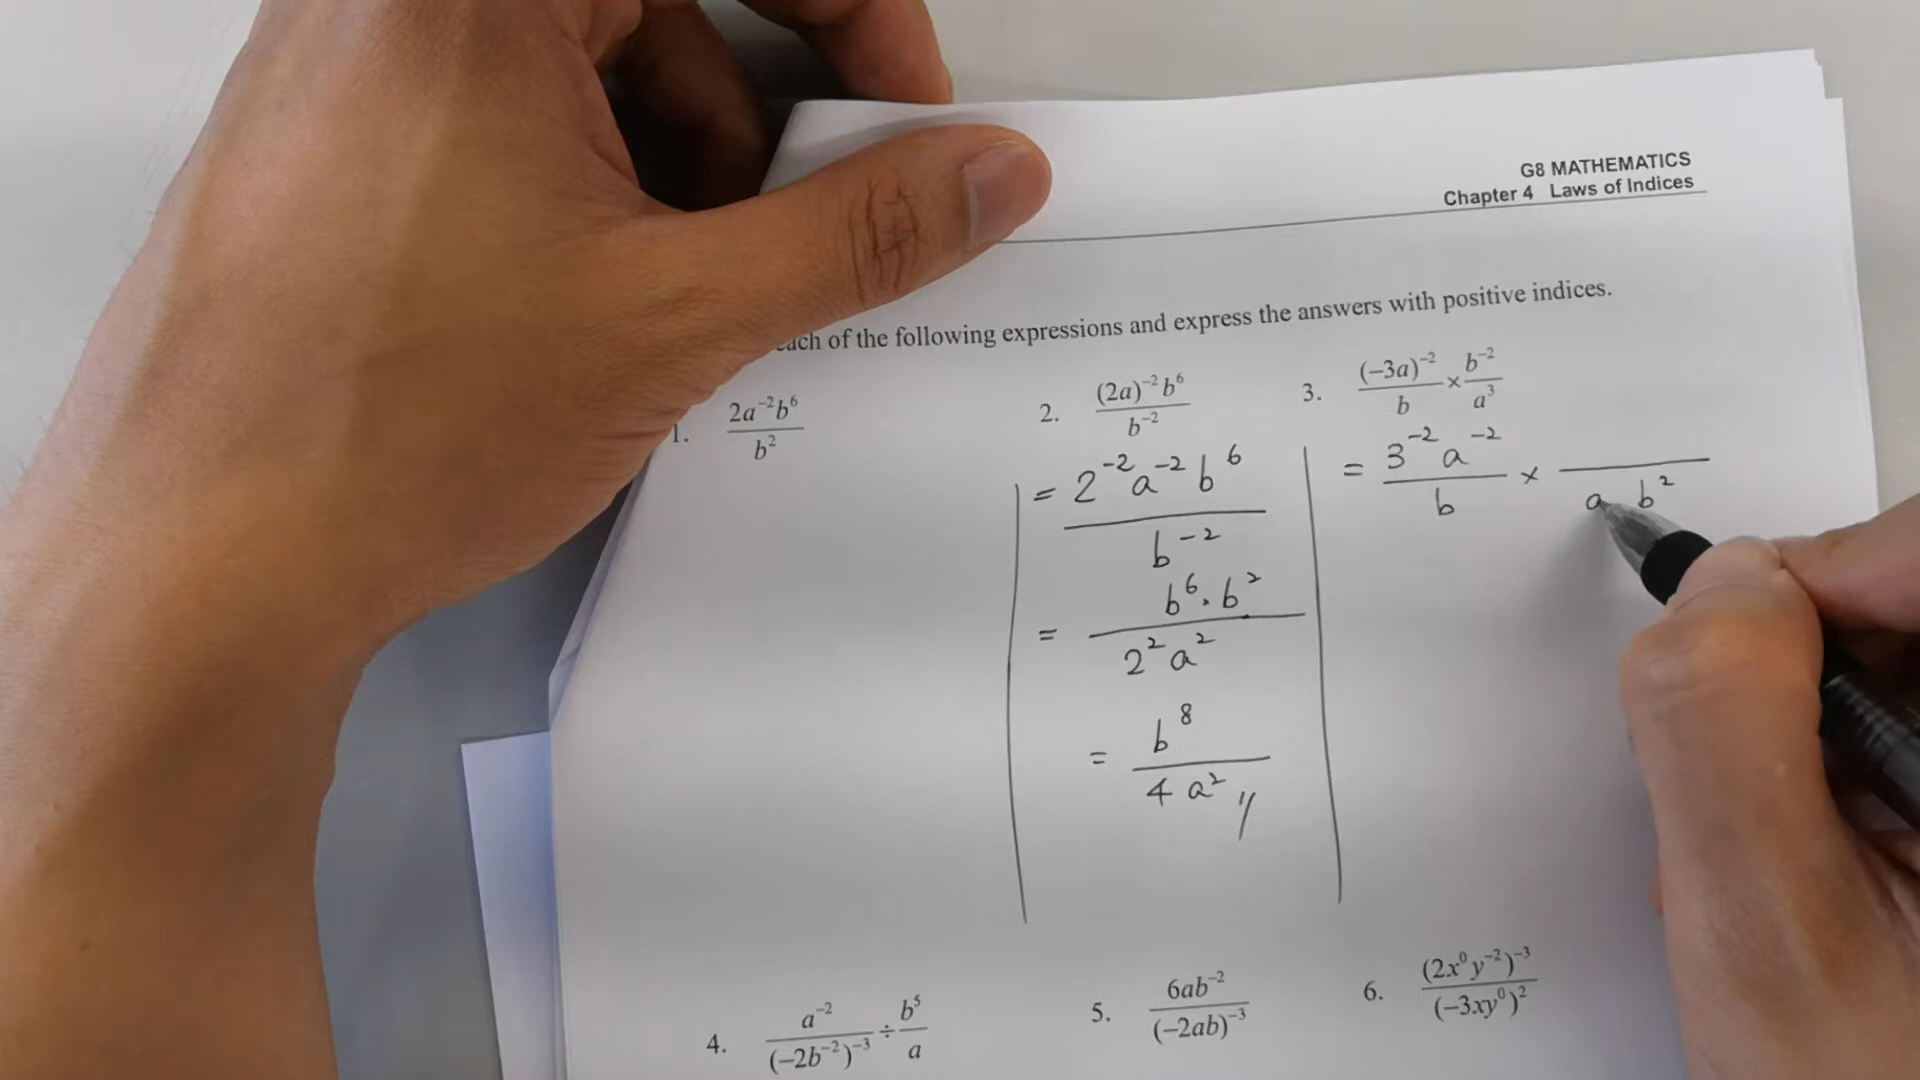 G8 MATHEMATICS
Chapter 4 Laws of Indices
each of the following expressions and express the answers with positive indices.
1. 2a⁻²b⁶ / b²
2. (2a)⁻²b⁶ / b⁻²
= 2⁻²a⁻²b⁶ / b⁻²
= b⁶·b² / 2²a²
= b⁸ / 4a² //
3. (−3a)⁻² / b × b⁻² / a³
= 3⁻²a⁻² / b × / a b²
4. a⁻² / (−2b⁻²)⁻³ ÷ b⁵ / a
5. 6ab⁻² / (−2ab)⁻³
6. (2x⁰y⁻²)⁻³ / (−3xy⁰)²